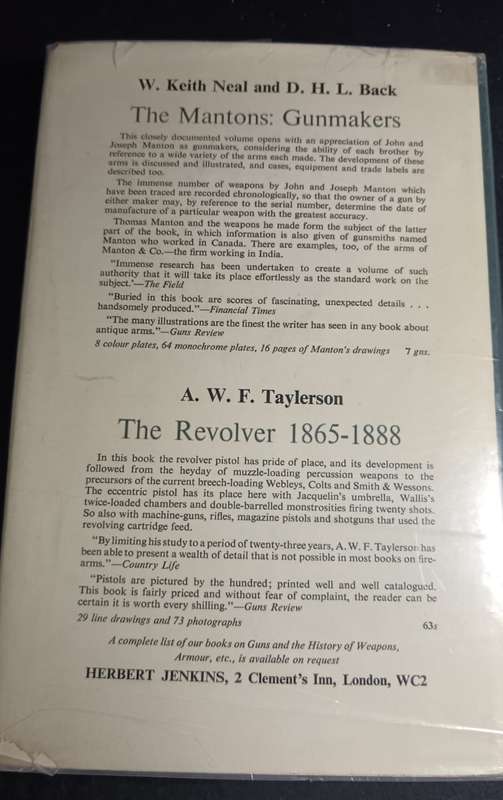 W. Keith Neal and D. H. L. Back
The Mantons: Gunmakers
This closely documented volume opens with an appreciation of John and
Joseph Manton as gunmakers, considering the ability of each brother by
reference to a wide variety of the arms each made. The development of these
arms is discussed and illustrated, and cases, equipment and trade labels are
described too.
The immense number of weapons by John and Joseph Manton which
have been traced are recorded chronologically, so that the owner of a gun by
either maker may, by reference to the serial number, determine the date of
manufacture of a particular weapon with the greatest accuracy.
Thomas Manton and the weapons he made form the subject of the latter
part of the book, in which information is also given of gunsmiths named
Manton who worked in Canada. There are examples, too, of the arms of
Manton & Co.—the firm working in India.
"Immense research has been undertaken to create a volume of such
authority that it will take its place effortlessly as the standard work on the
subject.'—The Field
"Buried in this book are scores of fascinating, unexpected details . . .
handsomely produced."—Financial Times
"The many illustrations are the finest the writer has seen in any book about
antique arms."—Guns Review
8 colour plates, 64 monochrome plates, 16 pages of Manton's drawings 7 gns.
A. W. F. Taylerson
The Revolver 1865-1888
In this book the revolver pistol has pride of place, and its development is
followed from the heyday of muzzle-loading percussion weapons to the
precursors of the current breech-loading Webleys, Colts and Smith & Wessons.
The eccentric pistol has its place here with Jacquelin's umbrella, Wallis's
twice-loaded chambers and double-barrelled monstrosities firing twenty shots.
So also with machine-guns, rifles, magazine pistols and shotguns that used the
revolving cartridge feed.
"By limiting his study to a period of twenty-three years, A. W. F. Taylerson has
been able to present a wealth of detail that is not possible in most books on fire-
arms."—Country Life
"Pistols are pictured by the hundred; printed well and well catalogued.
This book is fairly priced and without fear of complaint, the reader can be
certain it is worth every shilling."—Guns Review
29 line drawings and 73 photographs 63s
A complete list of our books on Guns and the History of Weapons,
Armour, etc., is available on request
HERBERT JENKINS, 2 Clement's Inn, London, WC2